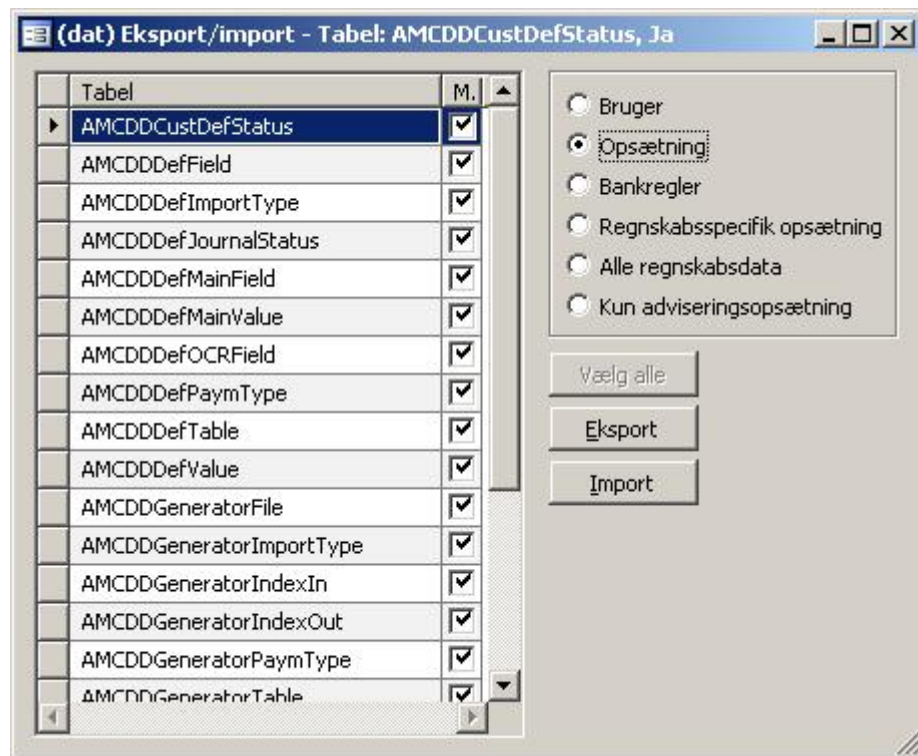 (dat) Eksport/import - Tabel: AMCDDCustDefStatus, Ja
Tabel M.
AMCDDCustDefStatus
AMCDDDefField
AMCDDDefImportType
AMCDDDefJournalStatus
AMCDDDefMainField
AMCDDDefMainValue
AMCDDDefOCRField
AMCDDDefPaymType
AMCDDDefTable
AMCDDDefValue
AMCDDGeneratorFile
AMCDDGeneratorImportType
AMCDDGeneratorIndexIn
AMCDDGeneratorIndexOut
AMCDDGeneratorPaymType
AMCDDGeneratorTable
Bruger
Opsætning
Bankregler
Regnskabsspecifik opsætning
Alle regnskabsdata
Kun adviseringsopsætning
Vælg alle
Eksport
Import